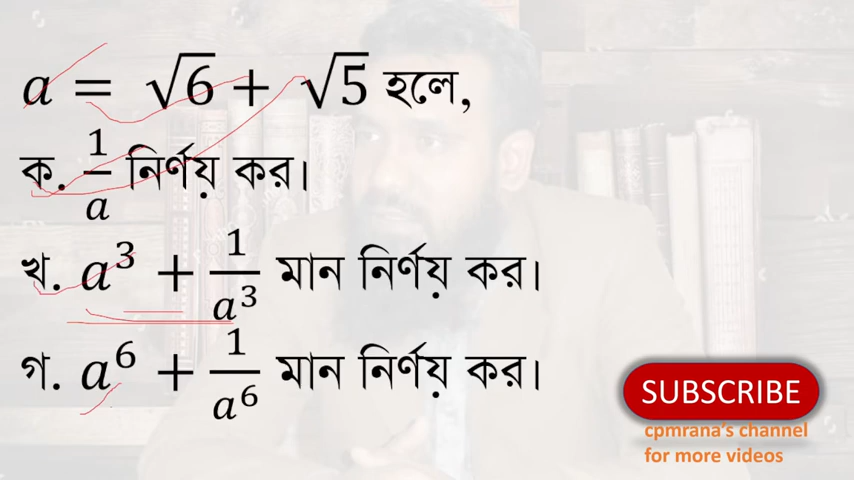 a = √6 + √5 হলে,
ক. 1/a নির্ণয় কর।
খ. a³ + 1/a³ মান নির্ণয় কর।
গ. a⁶ + 1/a⁶ মান নির্ণয় কর।
SUBSCRIBE
cpmrana's channel
for more videos